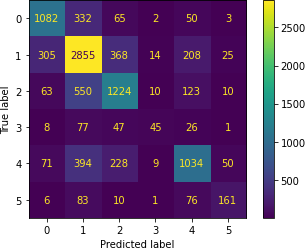 0 1082 332 65 2 50 3
1 305 2855 368 14 208 25
2 63 550 1224 10 123 10
3 8 77 47 45 26 1
4 71 394 228 9 1034 50
5 6 83 10 1 76 161
0 1 2 3 4 5
Predicted label
True label
2500
2000
1500
1000
500